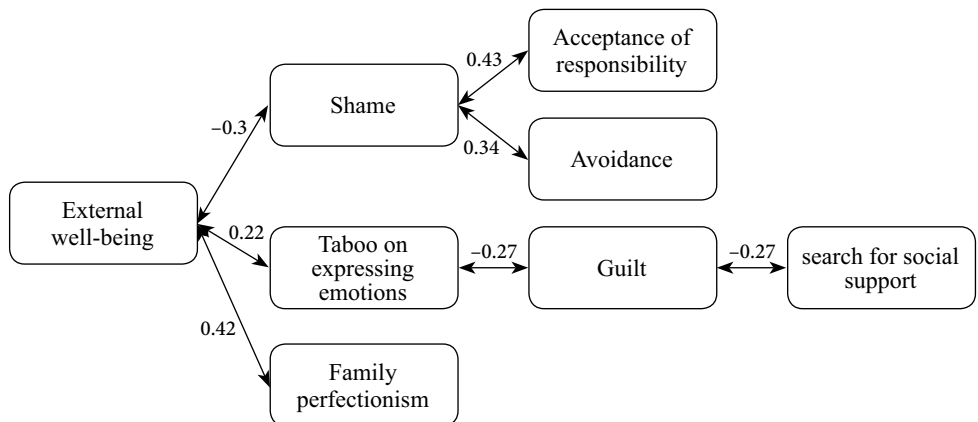 Acceptance of
responsibility
0.43
Shame
–0.3
0.34
Avoidance
External
well-being
0.22
Taboo on
expressing
emotions
–0.27
Guilt
–0.27
search for social
support
0.42
Family
perfectionism